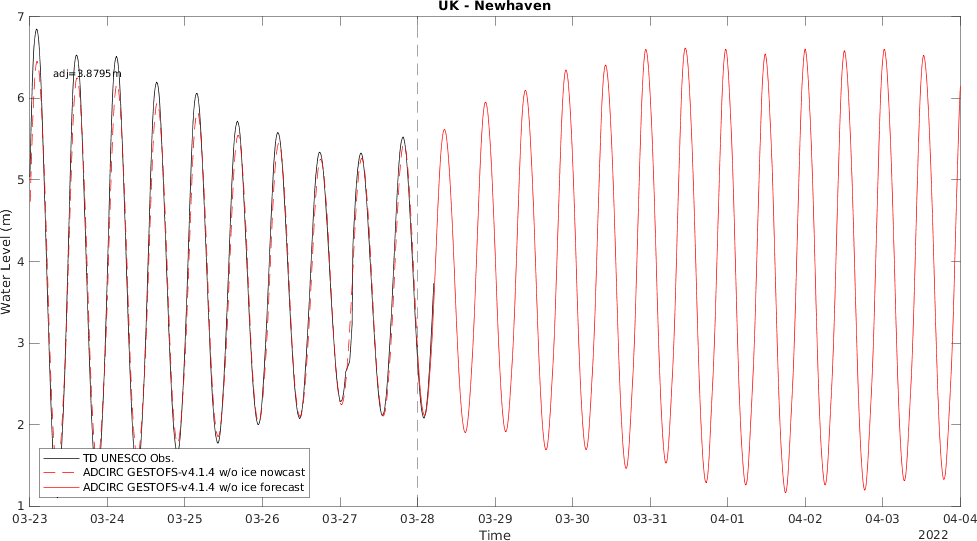 UK - Newhaven
7
6
5
4
3
2
1
Water Level (m)
adj=3.8795m
TD UNESCO Obs.
ADCIRC GESTOFS-v4.1.4 w/o ice nowcast
ADCIRC GESTOFS-v4.1.4 w/o ice forecast
03-23 03-24 03-25 03-26 03-27 03-28 03-29 03-30 03-31 04-01 04-02 04-03 04-04
Time
2022